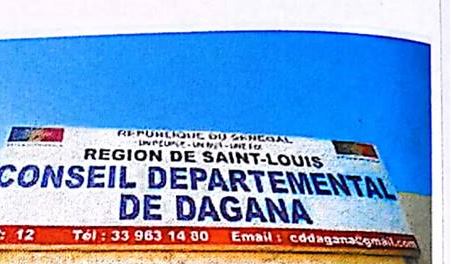 REPUBLIQUE DU SENEGAL
UN PEUPLE - UN BUT - UNE FOI
REGION DE SAINT-LOUIS
CONSEIL DEPARTEMENTAL
DE DAGANA
: 12 Tél : 33 963 14 80 Email : cddagana@gmail.com